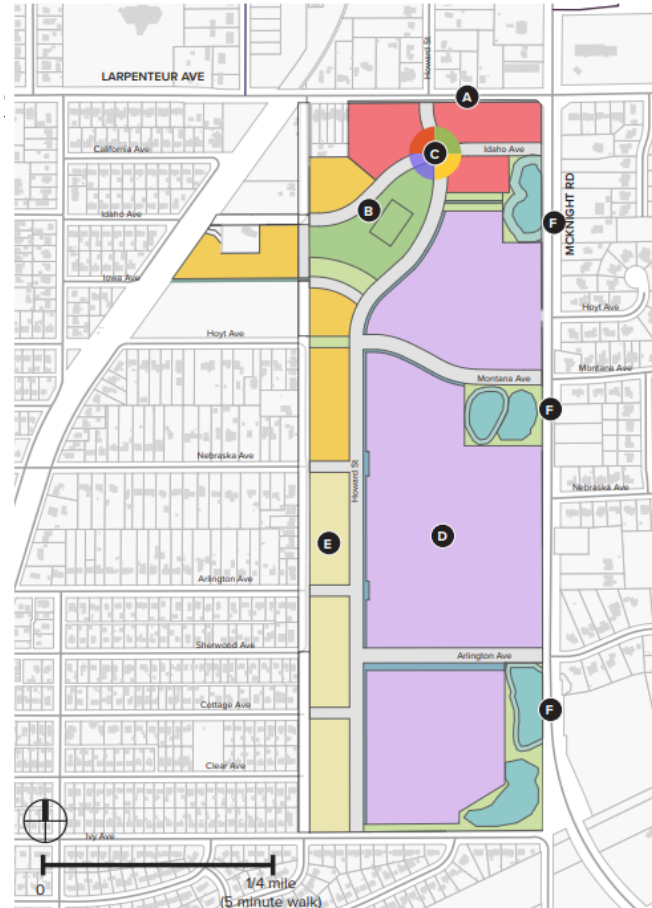 Howard St
LARPENTEUR AVE
A
California Ave
C
Idaho Ave
MCKNIGHT RD
B
Idaho Ave
F
Iowa Ave
Hoyt Ave
Hoyt Ave
Montana Ave
Montana Ave
F
Nebraska Ave
Howard St
Nebraska Ave
E
D
Arlington Ave
Sherwood Ave
Arlington Ave
Cottage Ave
F
Clear Ave
Ivy Ave
0
1/4 mile
(5 minute walk)